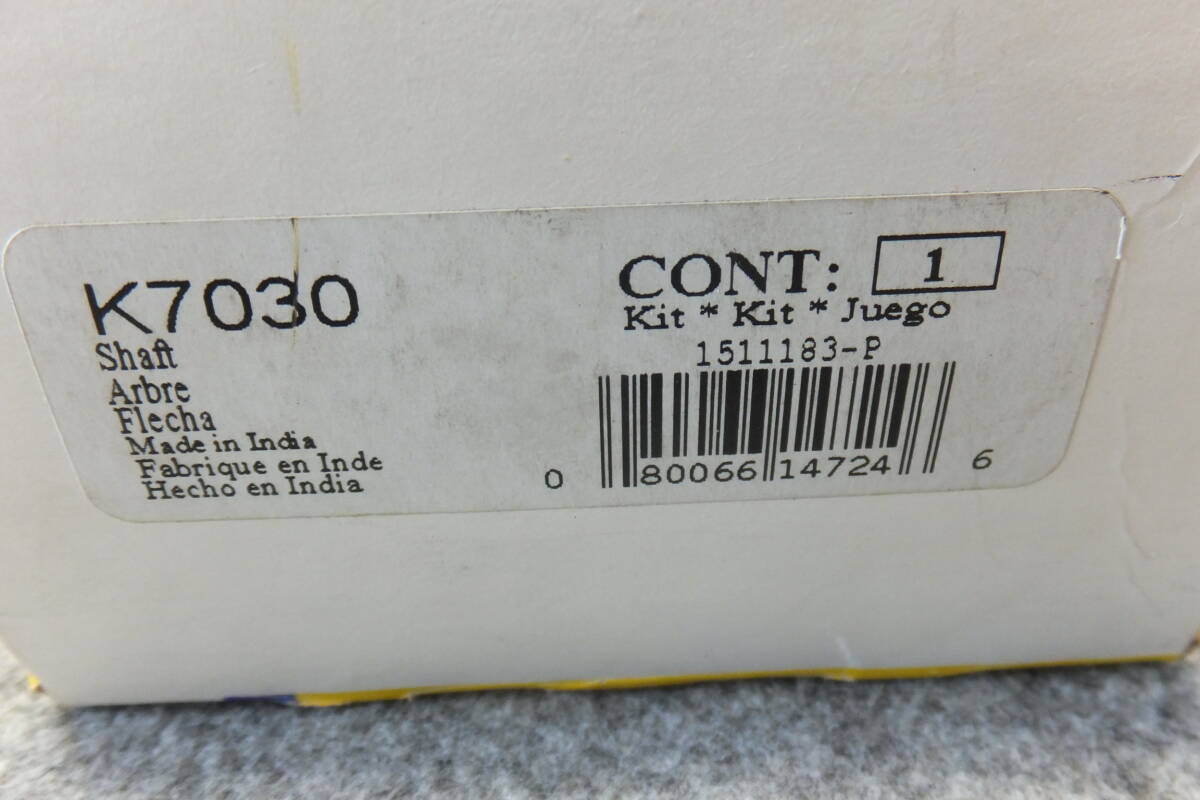 K7030
Shaft
Arbre
Flecha
Made in India
Fabrique en Inde
Hecho en India
CONT: 1
Kit * Kit * Juego
1511183-P
0 80066 14724 6